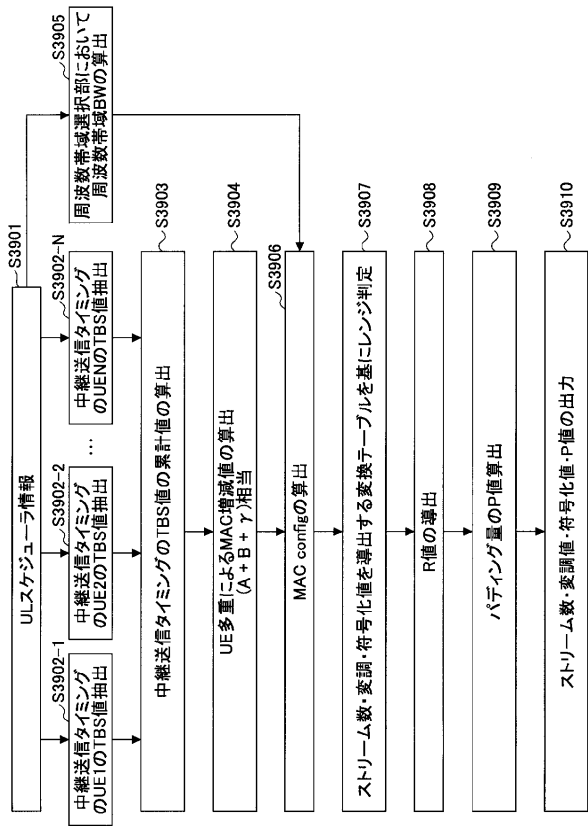 S3901
ULスケジューラ情報
S3902-1
中継送信タイミング
のUE1のTBS値抽出
S3902-2
中継送信タイミング
のUE2のTBS値抽出
…
S3902-N
中継送信タイミング
のUENのTBS値抽出
S3905
周波数帯域選択部において
周波数帯域BWの算出
S3903
中継送信タイミングのTBS値の累計値の算出
S3904
UE多重によるMAC増減値の算出
(A+B+γ)相当
S3906
MAC configの算出
S3907
ストリーム数・変調・符号化値を導出する変換テーブルを基にレンジ判定
S3908
R値の導出
S3909
パディング量のP値算出
S3910
ストリーム数・変調値・符号化値・P値の出力